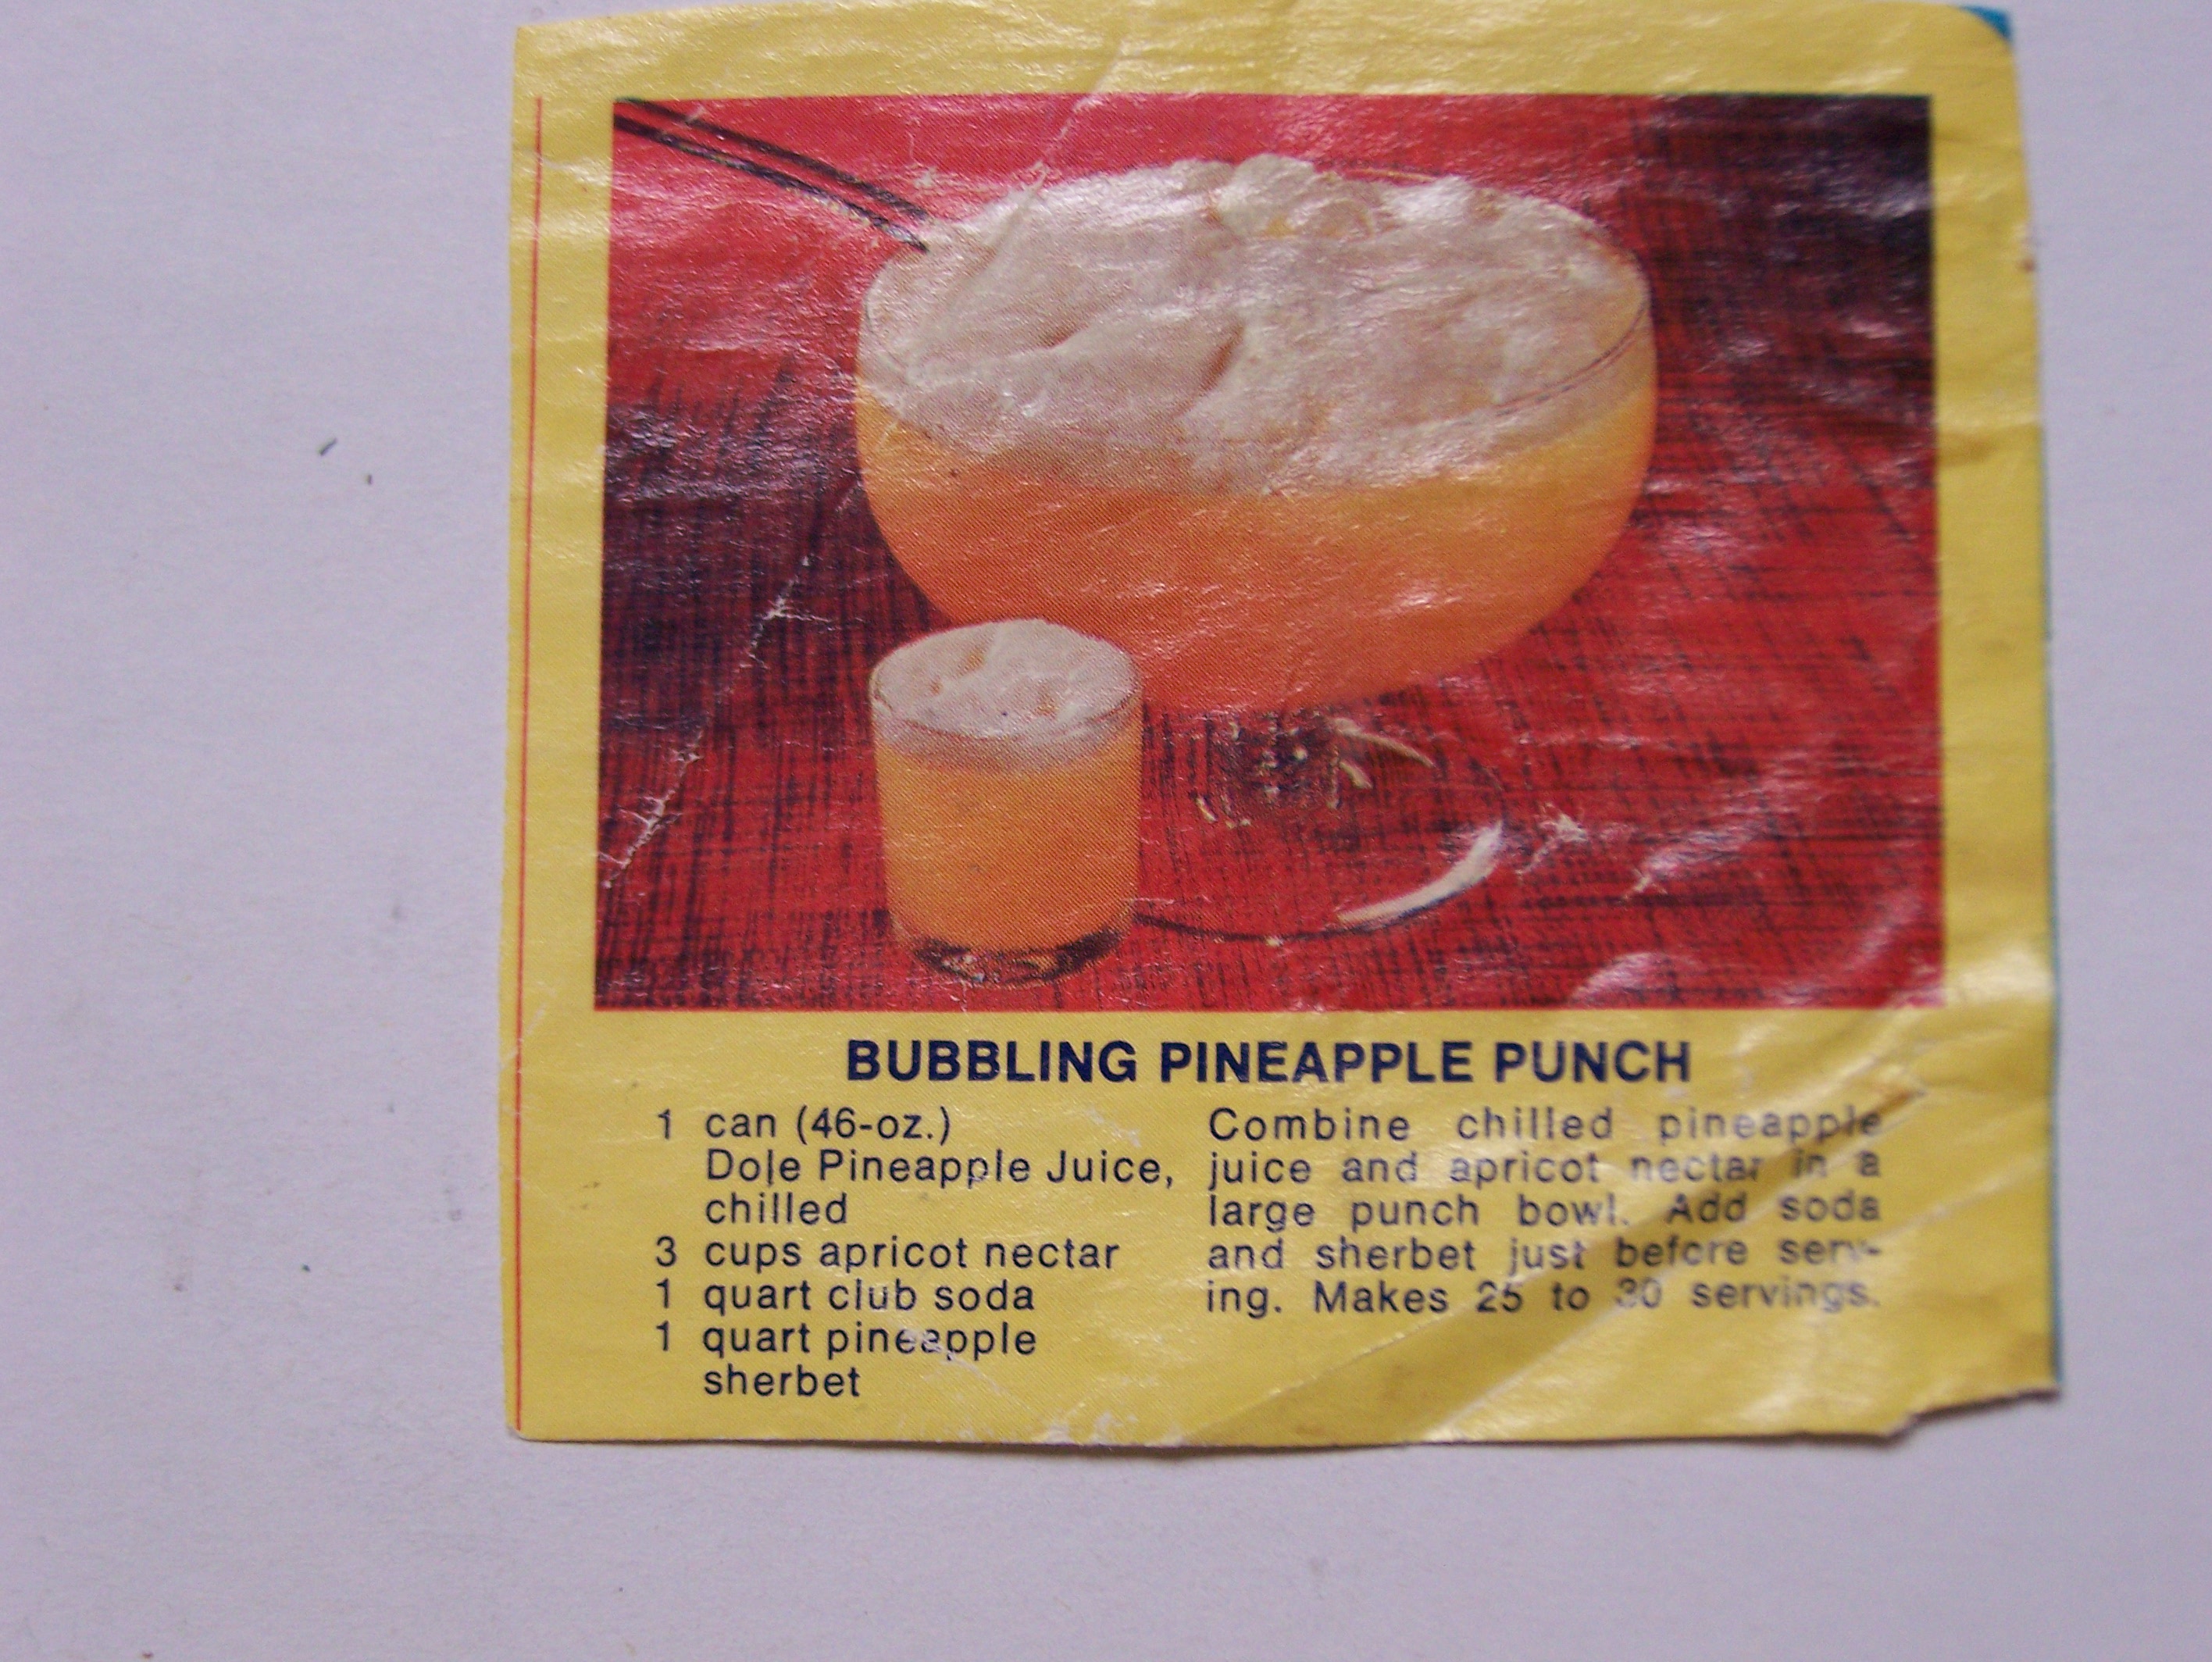 BUBBLING PINEAPPLE PUNCH
1 can (46-oz.)
Dole Pineapple Juice,
chilled
3 cups apricot nectar
1 quart club soda
1 quart pineapple
sherbet
Combine chilled pineapple
juice and apricot nectar in a
large punch bowl. Add soda
and sherbet just before serv-
ing. Makes 25 to 30 servings.